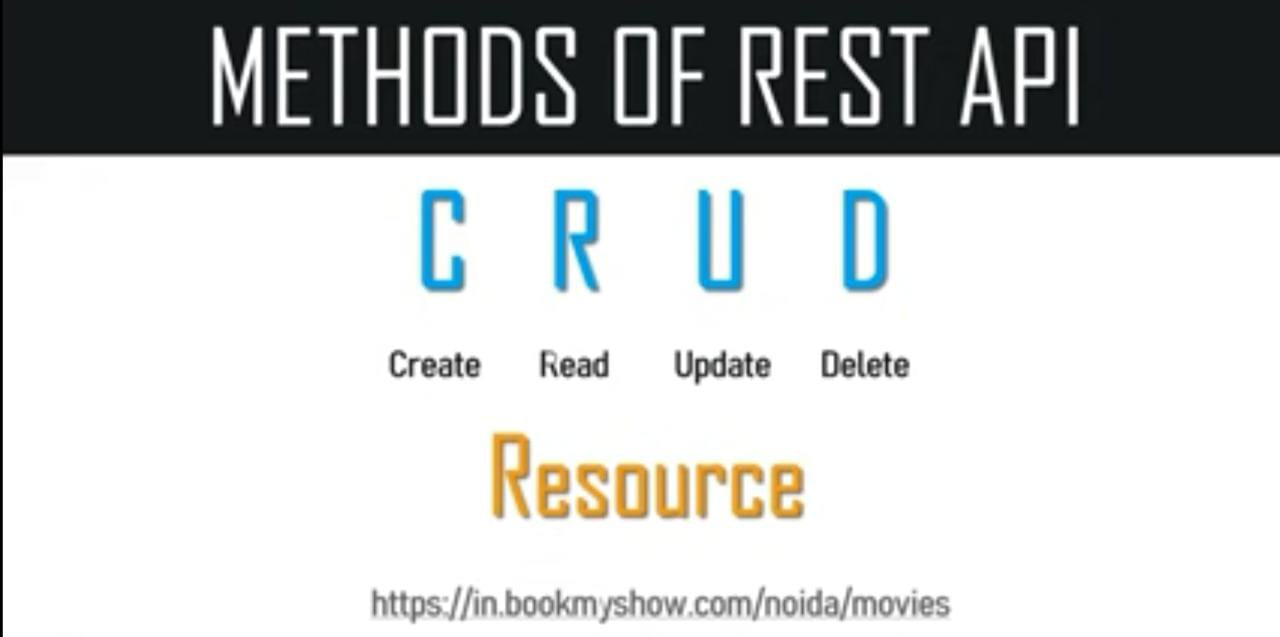 METHODS OF REST API
C R U D
Create Read Update Delete
Resource
https://in.bookmyshow.com/noida/movies